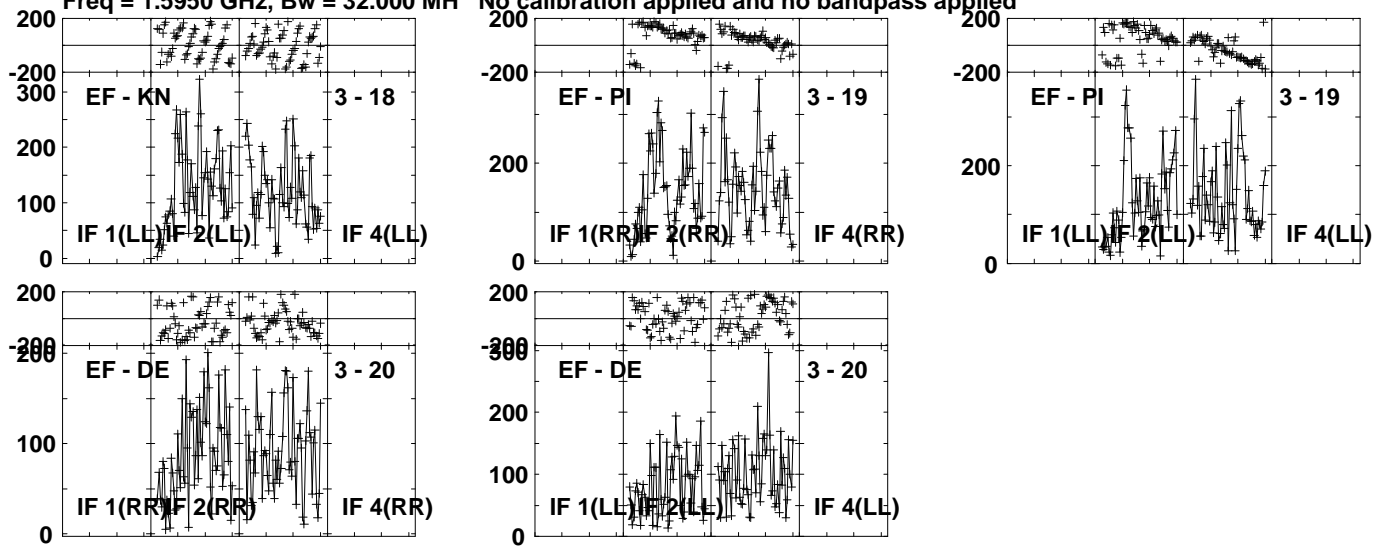 Freq = 1.5950 GHz, Bw = 32.000 MH No calibration applied and no bandpass applied
200
-200
300
200
100
0
EF - KN
3 - 18
IF 1(LL)
IF 2(LL)
IF 4(LL)
200
-200
200
0
EF - PI
3 - 19
IF 1(RR)
IF 2(RR)
IF 4(RR)
200
-200
200
0
EF - PI
3 - 19
IF 1(LL)
IF 2(LL)
IF 4(LL)
200
-200
200
100
0
EF - DE
3 - 20
IF 1(RR)
IF 2(RR)
IF 4(RR)
200
-200
300
200
100
0
EF - DE
3 - 20
IF 1(LL)
IF 2(LL)
IF 4(LL)